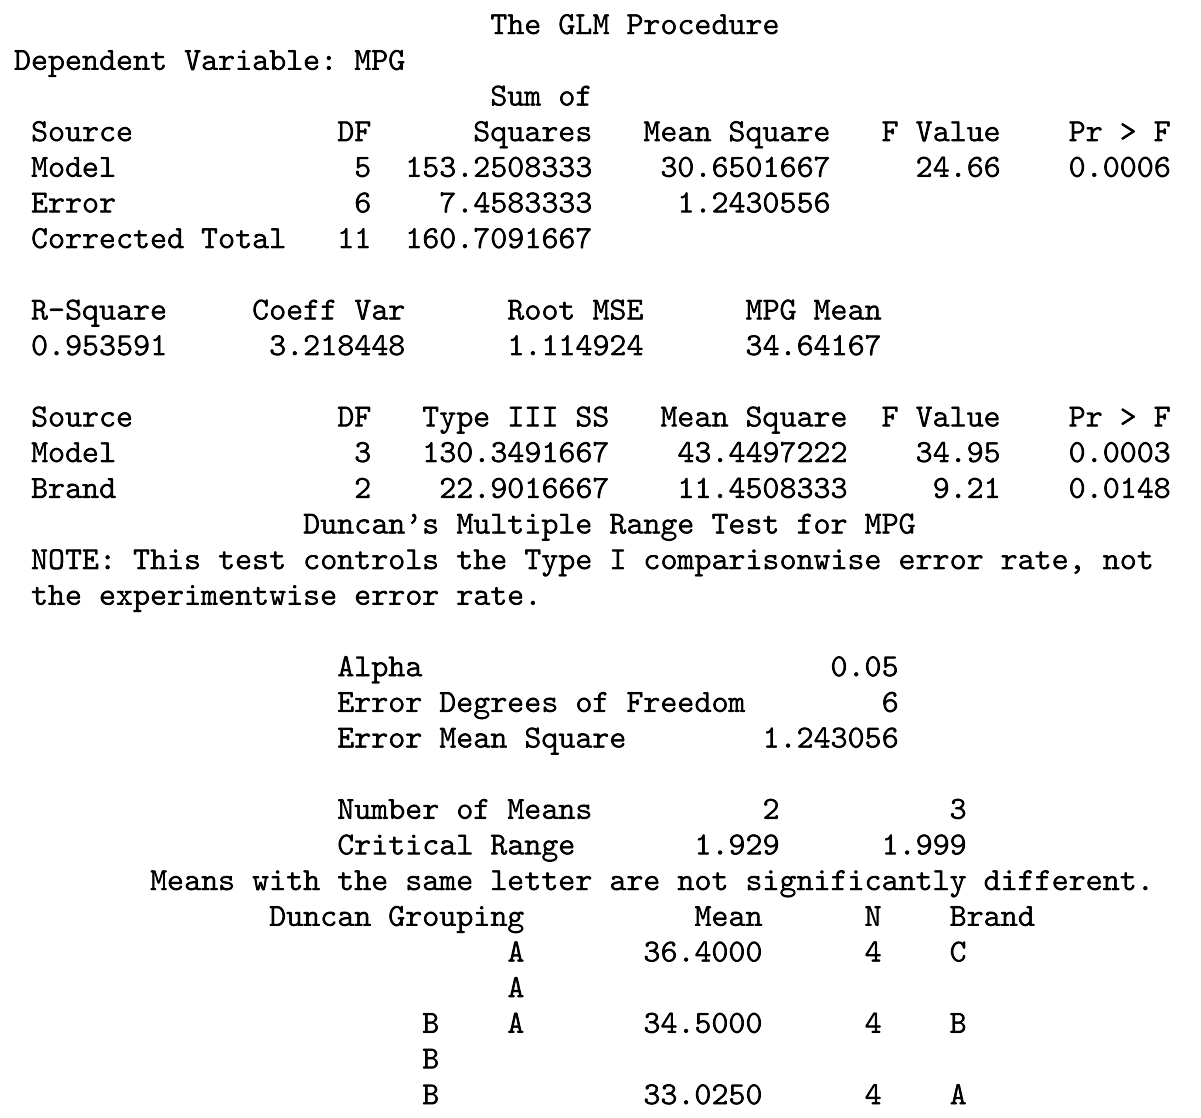 The GLM Procedure
Dependent Variable: MPG
Sum of
Source DF Squares Mean Square F Value Pr > F
Model 5 153.2508333 30.6501667 24.66 0.0006
Error 6 7.4583333 1.2430556
Corrected Total 11 160.7091667
R-Square Coeff Var Root MSE MPG Mean
0.953591 3.218448 1.114924 34.64167
Source DF Type III SS Mean Square F Value Pr > F
Model 3 130.3491667 43.4497222 34.95 0.0003
Brand 2 22.9016667 11.4508333 9.21 0.0148
Duncan's Multiple Range Test for MPG
NOTE: This test controls the Type I comparisonwise error rate, not
the experimentwise error rate.
Alpha 0.05
Error Degrees of Freedom 6
Error Mean Square 1.243056
Number of Means 2 3
Critical Range 1.929 1.999
Means with the same letter are not significantly different.
Duncan Grouping Mean N Brand
A 36.4000 4 C
A
B A 34.5000 4 B
B
B 33.0250 4 A